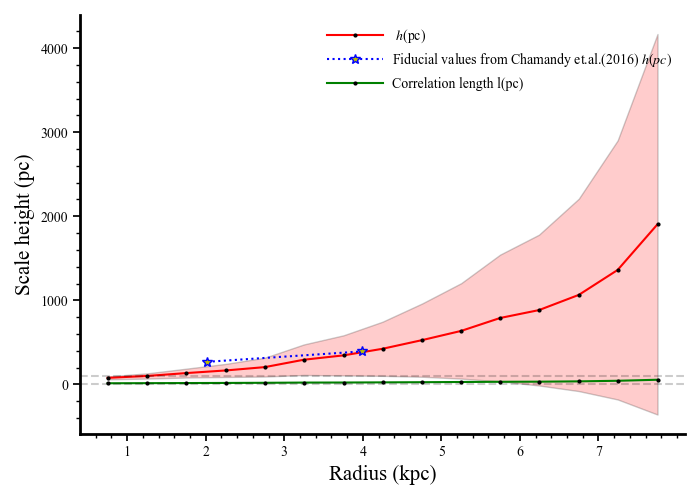 h(pc)
Fiducial values from Chamandy et.al.(2016) h(pc)
Correlation length l(pc)
Scale height (pc)
4000
3000
2000
1000
0
1 2 3 4 5 6 7
Radius (kpc)